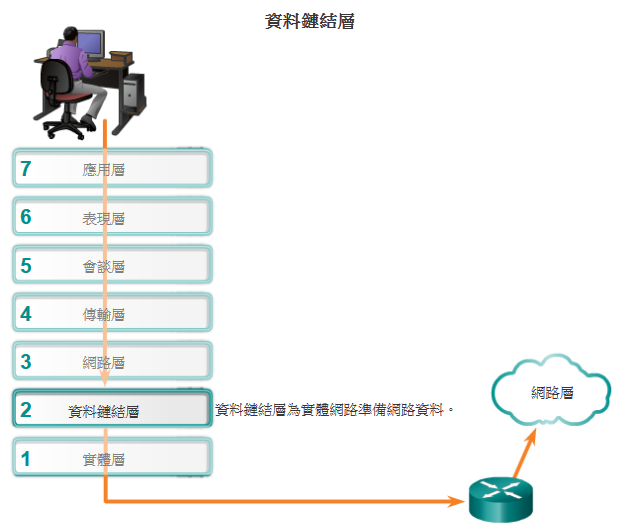 資料鏈結層
7 應用層
6 表現層
5 會談層
4 傳輸層
3 網路層
2 資料鏈結層 資料鏈結層為實體網路準備網路資料。
1 實體層
網路層